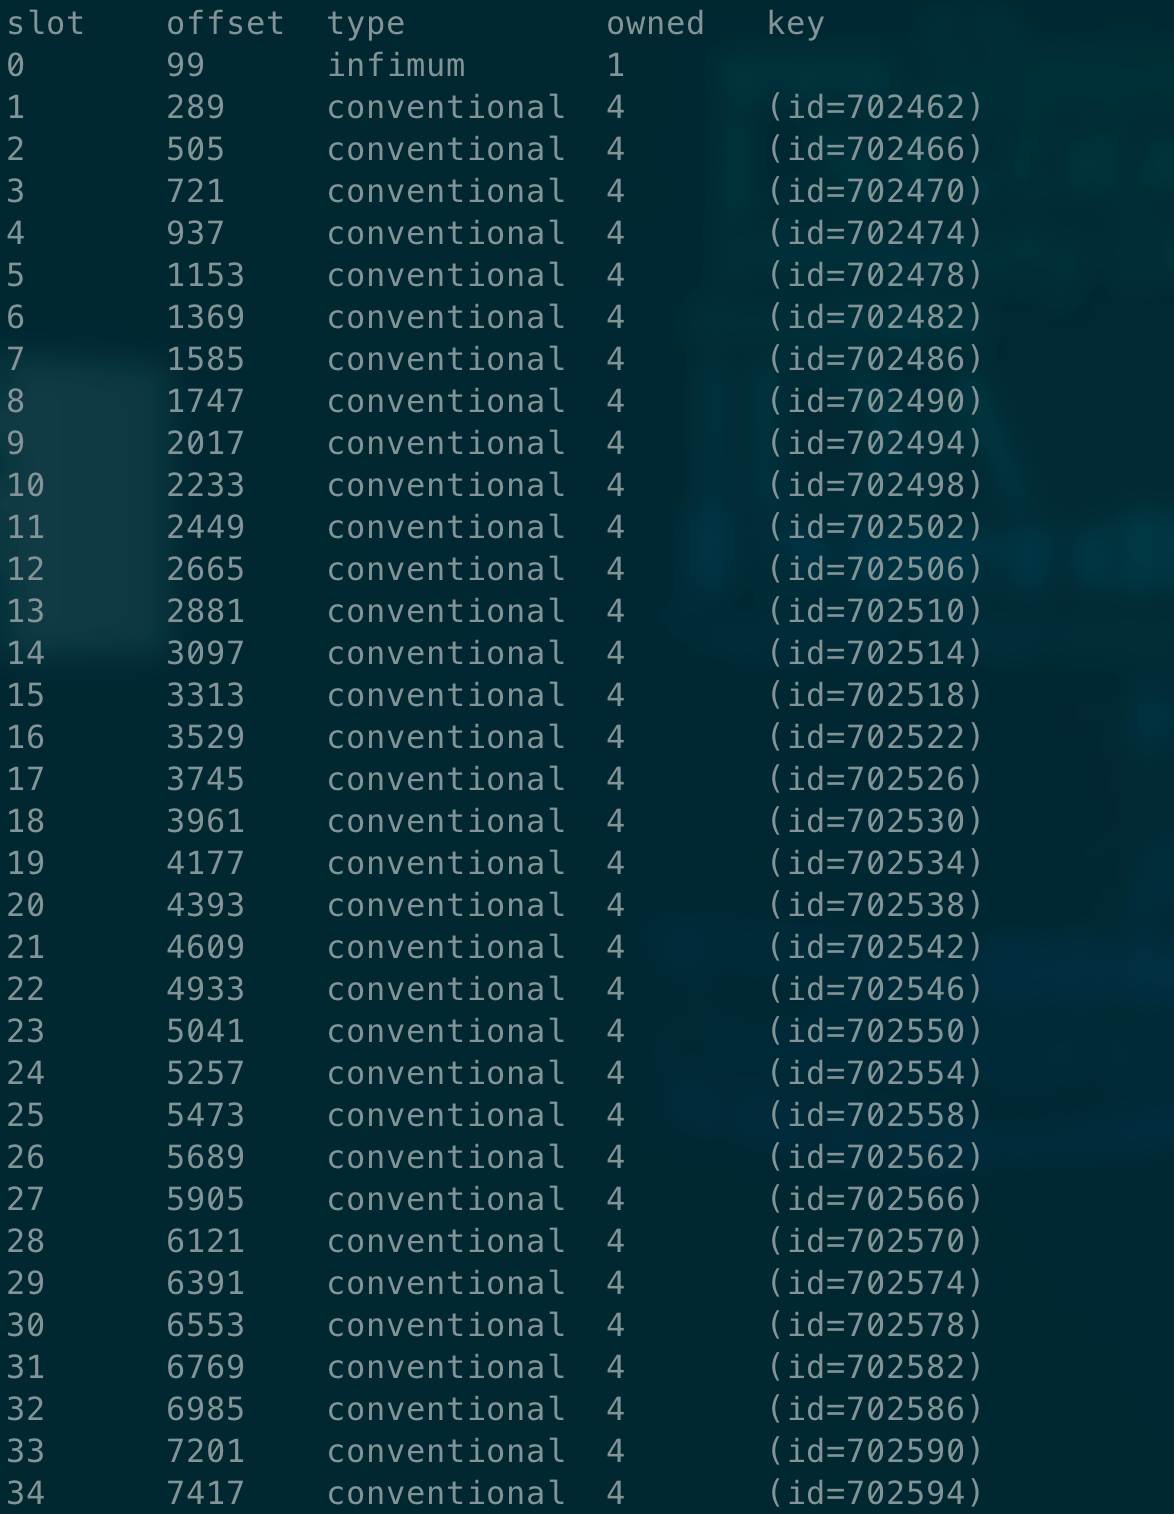 slot offset type owned key
0 99 infimum 1
1 289 conventional 4 (id=702462)
2 505 conventional 4 (id=702466)
3 721 conventional 4 (id=702470)
4 937 conventional 4 (id=702474)
5 1153 conventional 4 (id=702478)
6 1369 conventional 4 (id=702482)
7 1585 conventional 4 (id=702486)
8 1747 conventional 4 (id=702490)
9 2017 conventional 4 (id=702494)
10 2233 conventional 4 (id=702498)
11 2449 conventional 4 (id=702502)
12 2665 conventional 4 (id=702506)
13 2881 conventional 4 (id=702510)
14 3097 conventional 4 (id=702514)
15 3313 conventional 4 (id=702518)
16 3529 conventional 4 (id=702522)
17 3745 conventional 4 (id=702526)
18 3961 conventional 4 (id=702530)
19 4177 conventional 4 (id=702534)
20 4393 conventional 4 (id=702538)
21 4609 conventional 4 (id=702542)
22 4933 conventional 4 (id=702546)
23 5041 conventional 4 (id=702550)
24 5257 conventional 4 (id=702554)
25 5473 conventional 4 (id=702558)
26 5689 conventional 4 (id=702562)
27 5905 conventional 4 (id=702566)
28 6121 conventional 4 (id=702570)
29 6391 conventional 4 (id=702574)
30 6553 conventional 4 (id=702578)
31 6769 conventional 4 (id=702582)
32 6985 conventional 4 (id=702586)
33 7201 conventional 4 (id=702590)
34 7417 conventional 4 (id=702594)